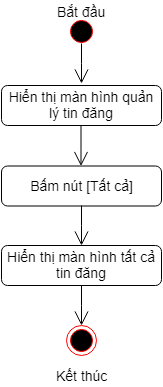 Bắt đầu
Hiển thị màn hình quản
lý tin đăng
Bấm nút [Tất cả]
Hiển thị màn hình tất cả
tin đăng
Kết thúc